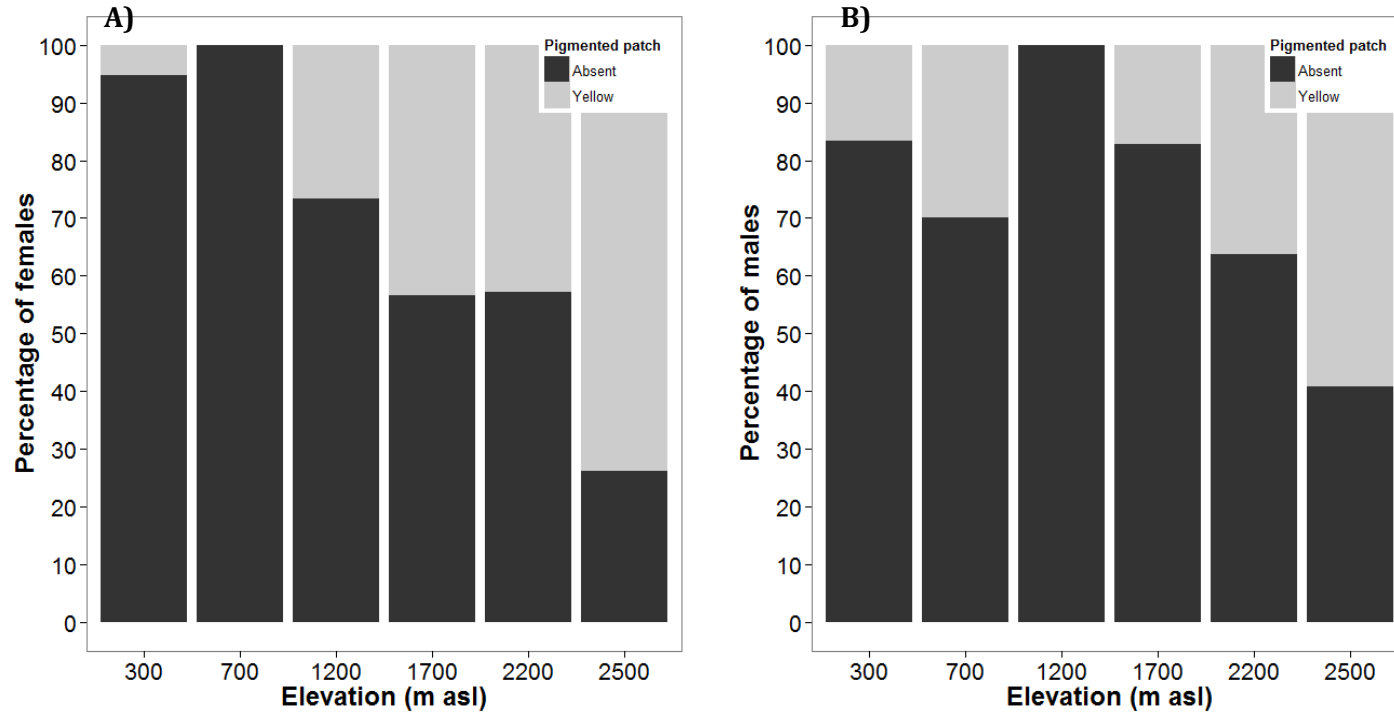 A)
Percentage of females
100
90
80
70
60
50
40
30
20
10
0
Pigmented patch
Absent
Yellow
300 700 1200 1700 2200 2500
Elevation (m asl)
B)
Percentage of males
100
90
80
70
60
50
40
30
20
10
0
Pigmented patch
Absent
Yellow
300 700 1200 1700 2200 2500
Elevation (m asl)